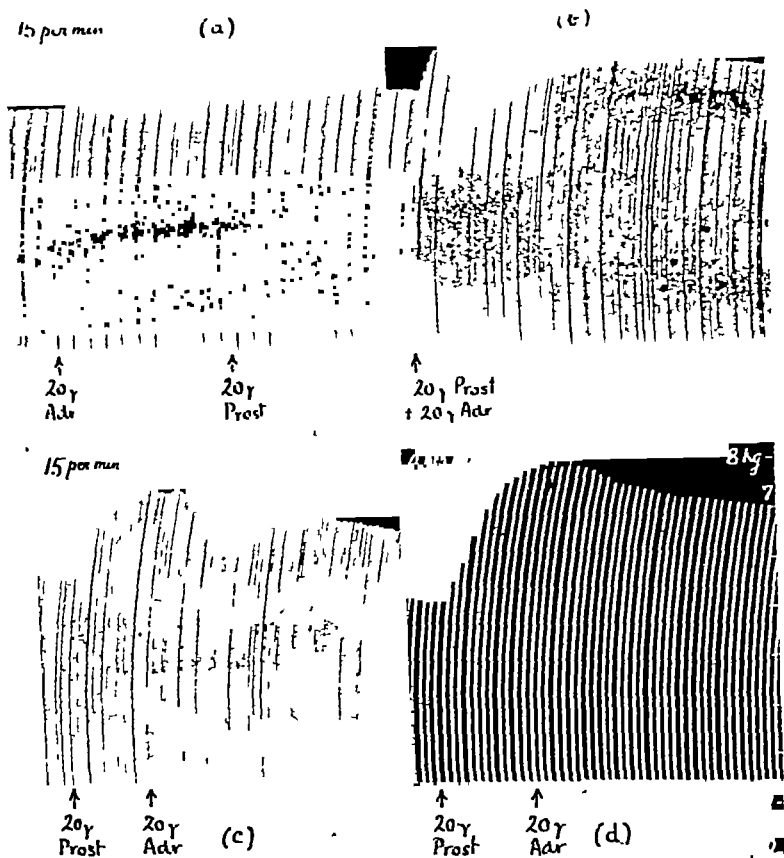 15 per min
(a)
20γ
Adr
20γ
Prost
20γ Prost
+ 20γ Adr
15 per min
8 kg
7
20γ
Prost
20γ
Adr
(c)
20γ
Prost
20γ
Adr
(d)